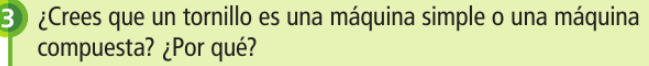 3 ¿Crees que un tornillo es una máquina simple o una máquina
compuesta? ¿Por qué?